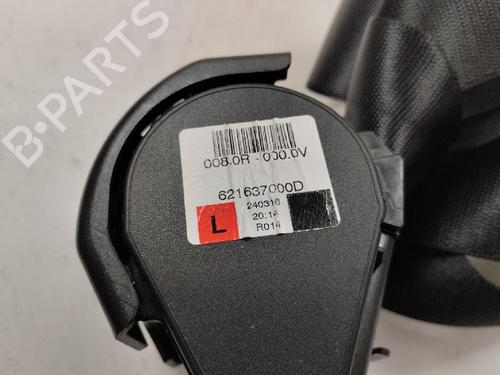 B-PARTS
008.0R - 000.0V
621637000D
240316
20:14
L
R014